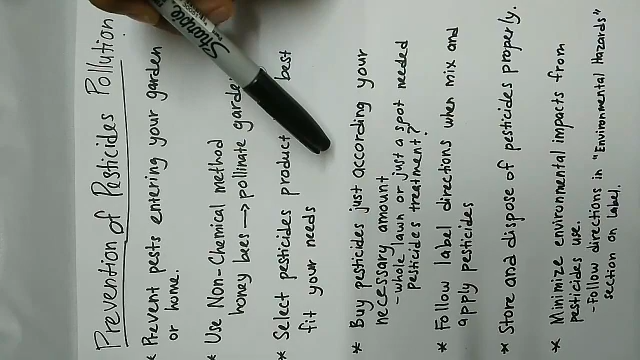 Prevention of Pesticides Pollution
* Prevent pests entering your garden
or home.
* Use Non-Chemical method
honey bees → pollinate
* Select pesticides product best
fit your needs
* Buy pesticides just according your
necessary amount
- whole lawn or just a spot needed
pesticides treatment?
* Follow label directions when mix and
apply pesticides
* Store and dispose of pesticides properly.
* Minimize environmental impacts from
pesticides use.
- Follow directions in "Environmental Hazards"
section on label.
Sharpie